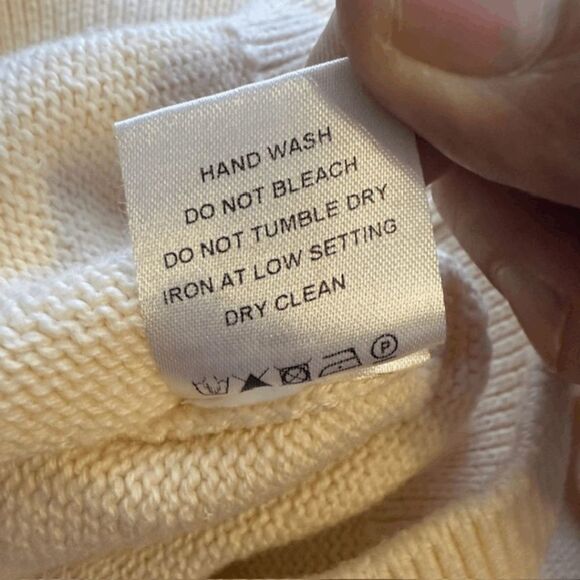 HAND WASH
DO NOT BLEACH
DO NOT TUMBLE DRY
IRON AT LOW SETTING
DRY CLEAN
P